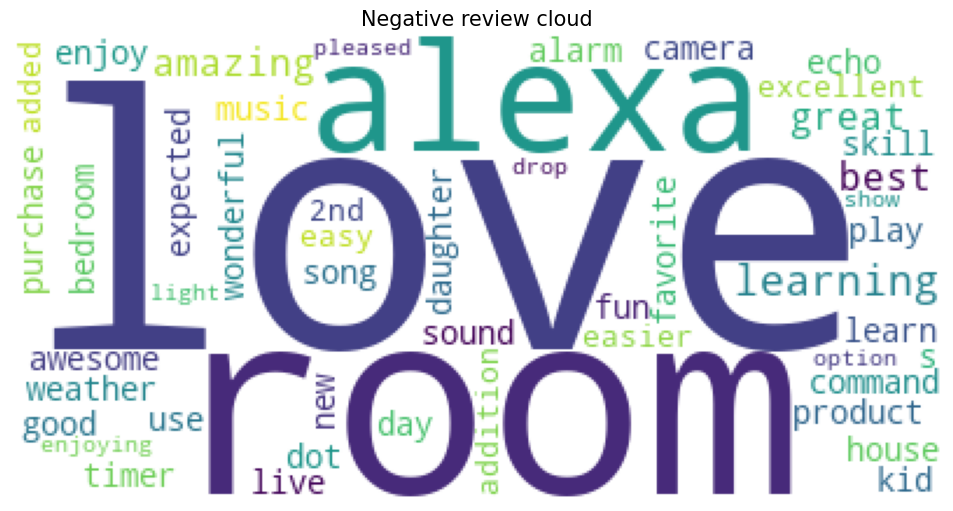 Negative review cloud
enjoy
amazing
pleased
alarm
camera
echo
excellent
purchase added
music
alexa
great
skill
best
love
expected
wonderful
drop
show
bedroom
2nd
easy
song
daughter
favorite
play
learning
light
sound
fun
easier
learn
room
awesome
weather
option
s
command
good
use
new
day
addition
product
enjoying
timer
dot
live
house
kid